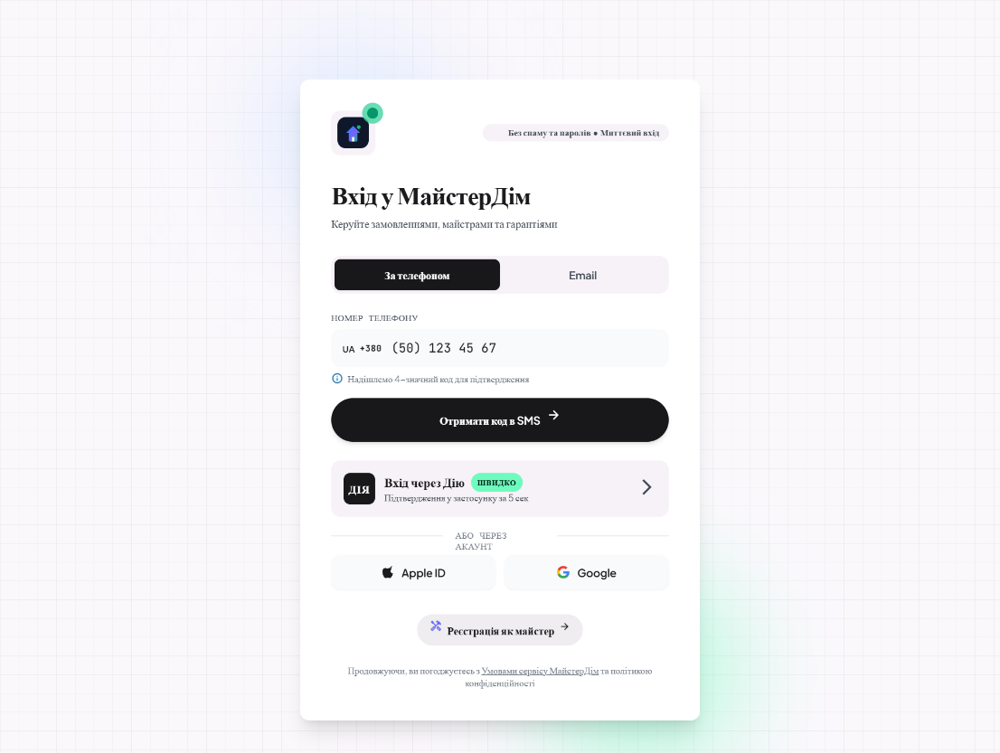 Без спаму та паролів ● Миттєвий вхід
Вхід у МайстерДім
Керуйте замовленнями, майстрами та гарантіями
За телефоном
Email
НОМЕР ТЕЛЕФОНУ
UA +380 (50) 123 45 67
Надішлемо 4-значний код для підтвердження
Отримати код в SMS →
ДІЯ
Вхід через Дію ШВИДКО
Підтвердження у застосунку за 5 сек
АБО ЧЕРЕЗ
АКАУНТ
Apple ID
Google
Реєстрація як майстер →
Продовжуючи, ви погоджуєтесь з Умовами сервісу МайстерДім та політикою
конфіденційності